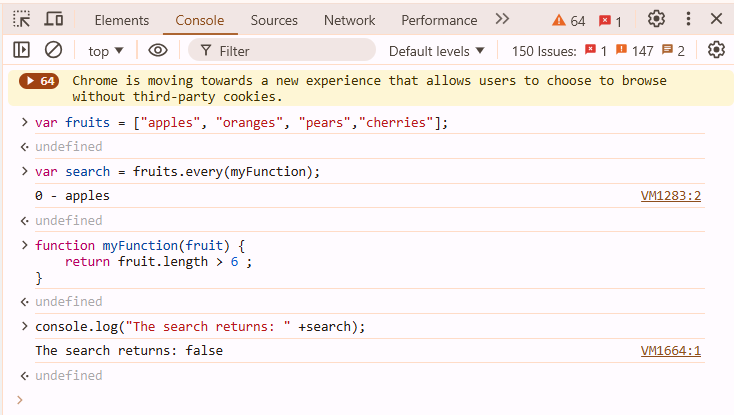 Elements Console Sources Network Performance 64 1
top Filter Default levels 150 Issues: 1 147 2
64 Chrome is moving towards a new experience that allows users to choose to browse
without third-party cookies.
> var fruits = ["apples", "oranges", "pears","cherries"];
undefined
> var search = fruits.every(myFunction);
0 - apples VM1283:2
undefined
> function myFunction(fruit) {
return fruit.length > 6 ;
}
undefined
> console.log("The search returns: " +search);
The search returns: false VM1664:1
undefined
>